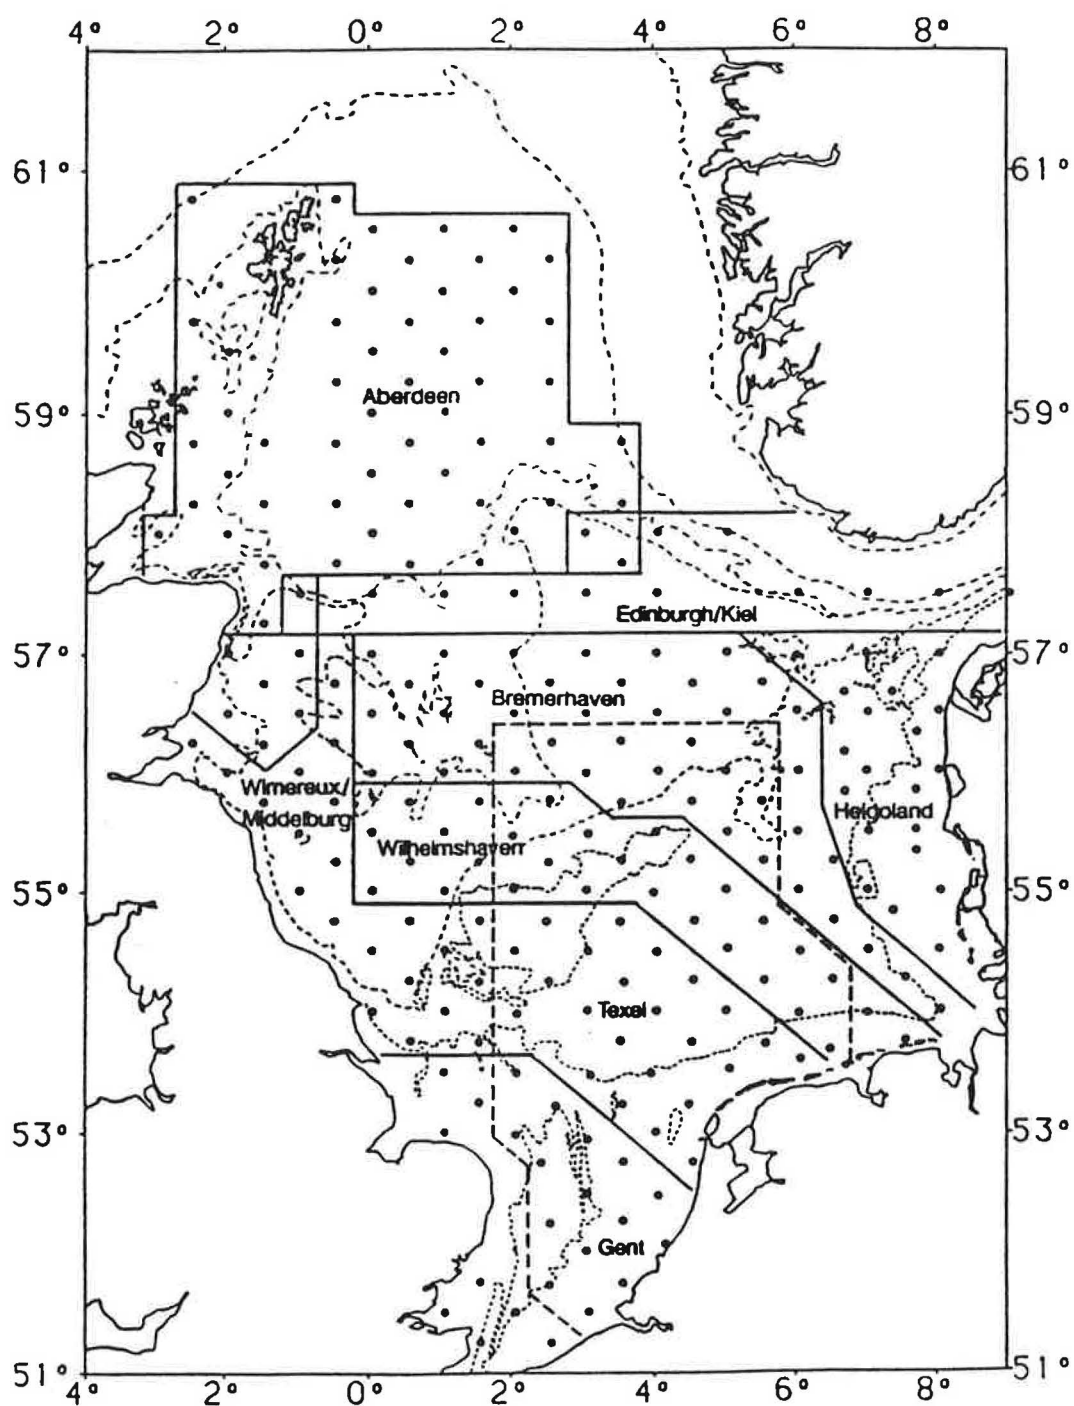 4° 2° 0° 2° 4° 6° 8°
61° 61°
Aberdeen
59° 59°
Edinburgh/Kiel
57° 57°
Bremerhaven
Wimereux/
Middelburg
Helgoland
Wilhelmshaven
55° 55°
Texel
53° 53°
Gent
51° 51°
4° 2° 0° 2° 4° 6° 8°